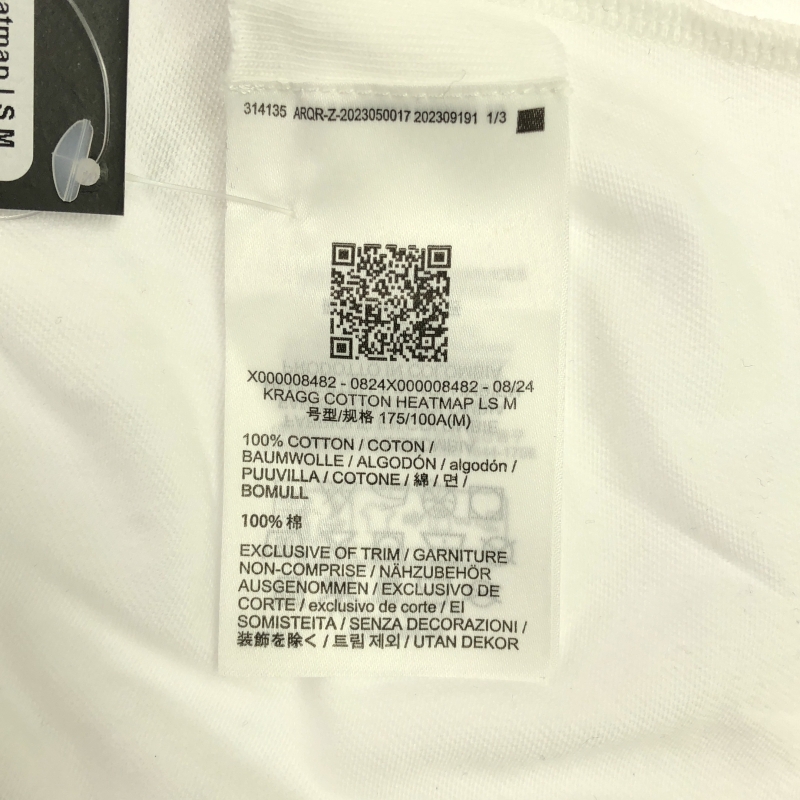 atmap LS M
314135 ARQR-Z-2023050017 202309191 1/3
X000008482 - 0824X000008482 - 08/24
KRAGG COTTON HEATMAP LS M
号型/规格 175/100A(M)
100% COTTON / COTON /
BAUMWOLLE / ALGODÓN / algodón /
PUUVILLA / COTONE / 綿 / 면 /
BOMULL
100% 棉
EXCLUSIVE OF TRIM / GARNITURE
NON-COMPRISE / NÄHZUBEHÖR
AUSGENOMMEN / EXCLUSIVO DE
CORTE / exclusivo de corte / EI
SOMISTEITA / SENZA DECORAZIONI /
装飾を除く / 트림 제외 / UTAN DEKOR